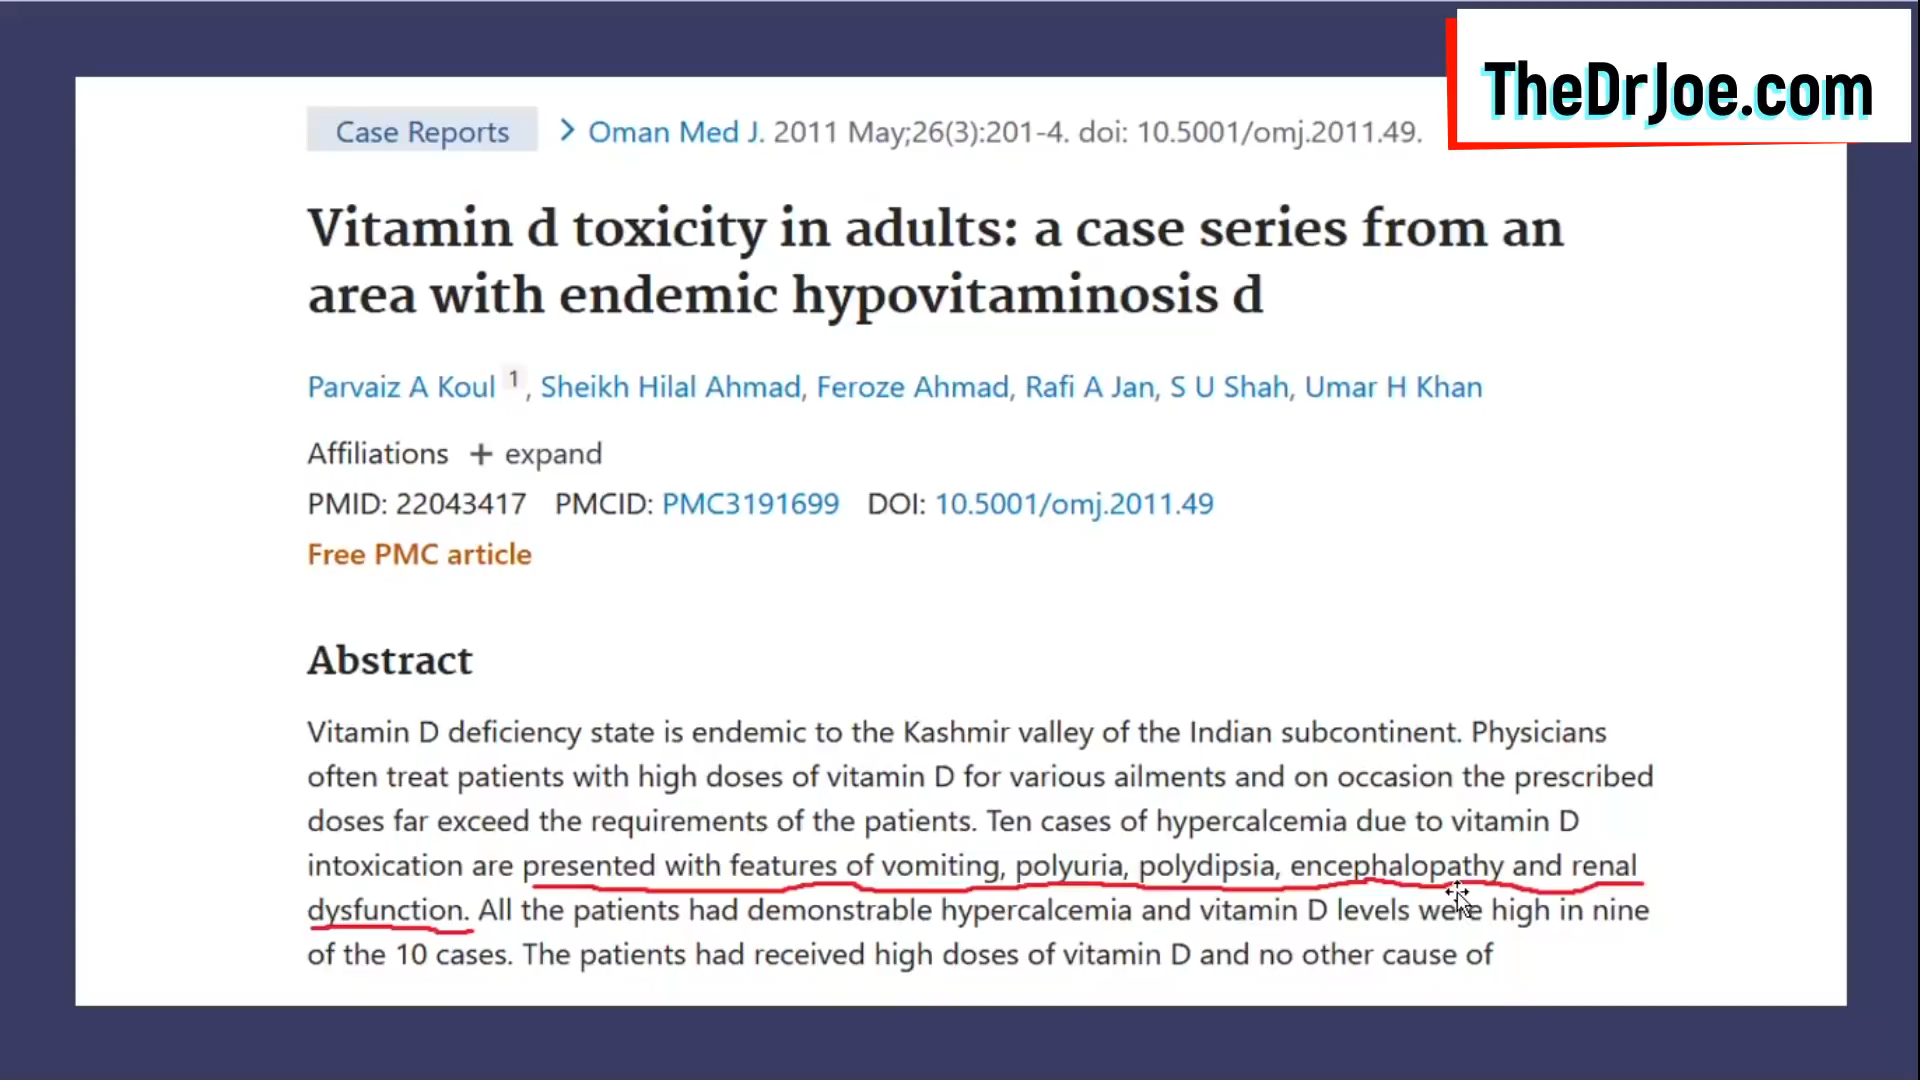 TheDrJoe.com
Case Reports > Oman Med J. 2011 May;26(3):201-4. doi: 10.5001/omj.2011.49.
Vitamin d toxicity in adults: a case series from an
area with endemic hypovitaminosis d
Parvaiz A Koul 1, Sheikh Hilal Ahmad, Feroze Ahmad, Rafi A Jan, S U Shah, Umar H Khan
Affiliations + expand
PMID: 22043417 PMCID: PMC3191699 DOI: 10.5001/omj.2011.49
Free PMC article
Abstract
Vitamin D deficiency state is endemic to the Kashmir valley of the Indian subcontinent. Physicians
often treat patients with high doses of vitamin D for various ailments and on occasion the prescribed
doses far exceed the requirements of the patients. Ten cases of hypercalcemia due to vitamin D
intoxication are presented with features of vomiting, polyuria, polydipsia, encephalopathy and renal
dysfunction. All the patients had demonstrable hypercalcemia and vitamin D levels were high in nine
of the 10 cases. The patients had received high doses of vitamin D and no other cause of